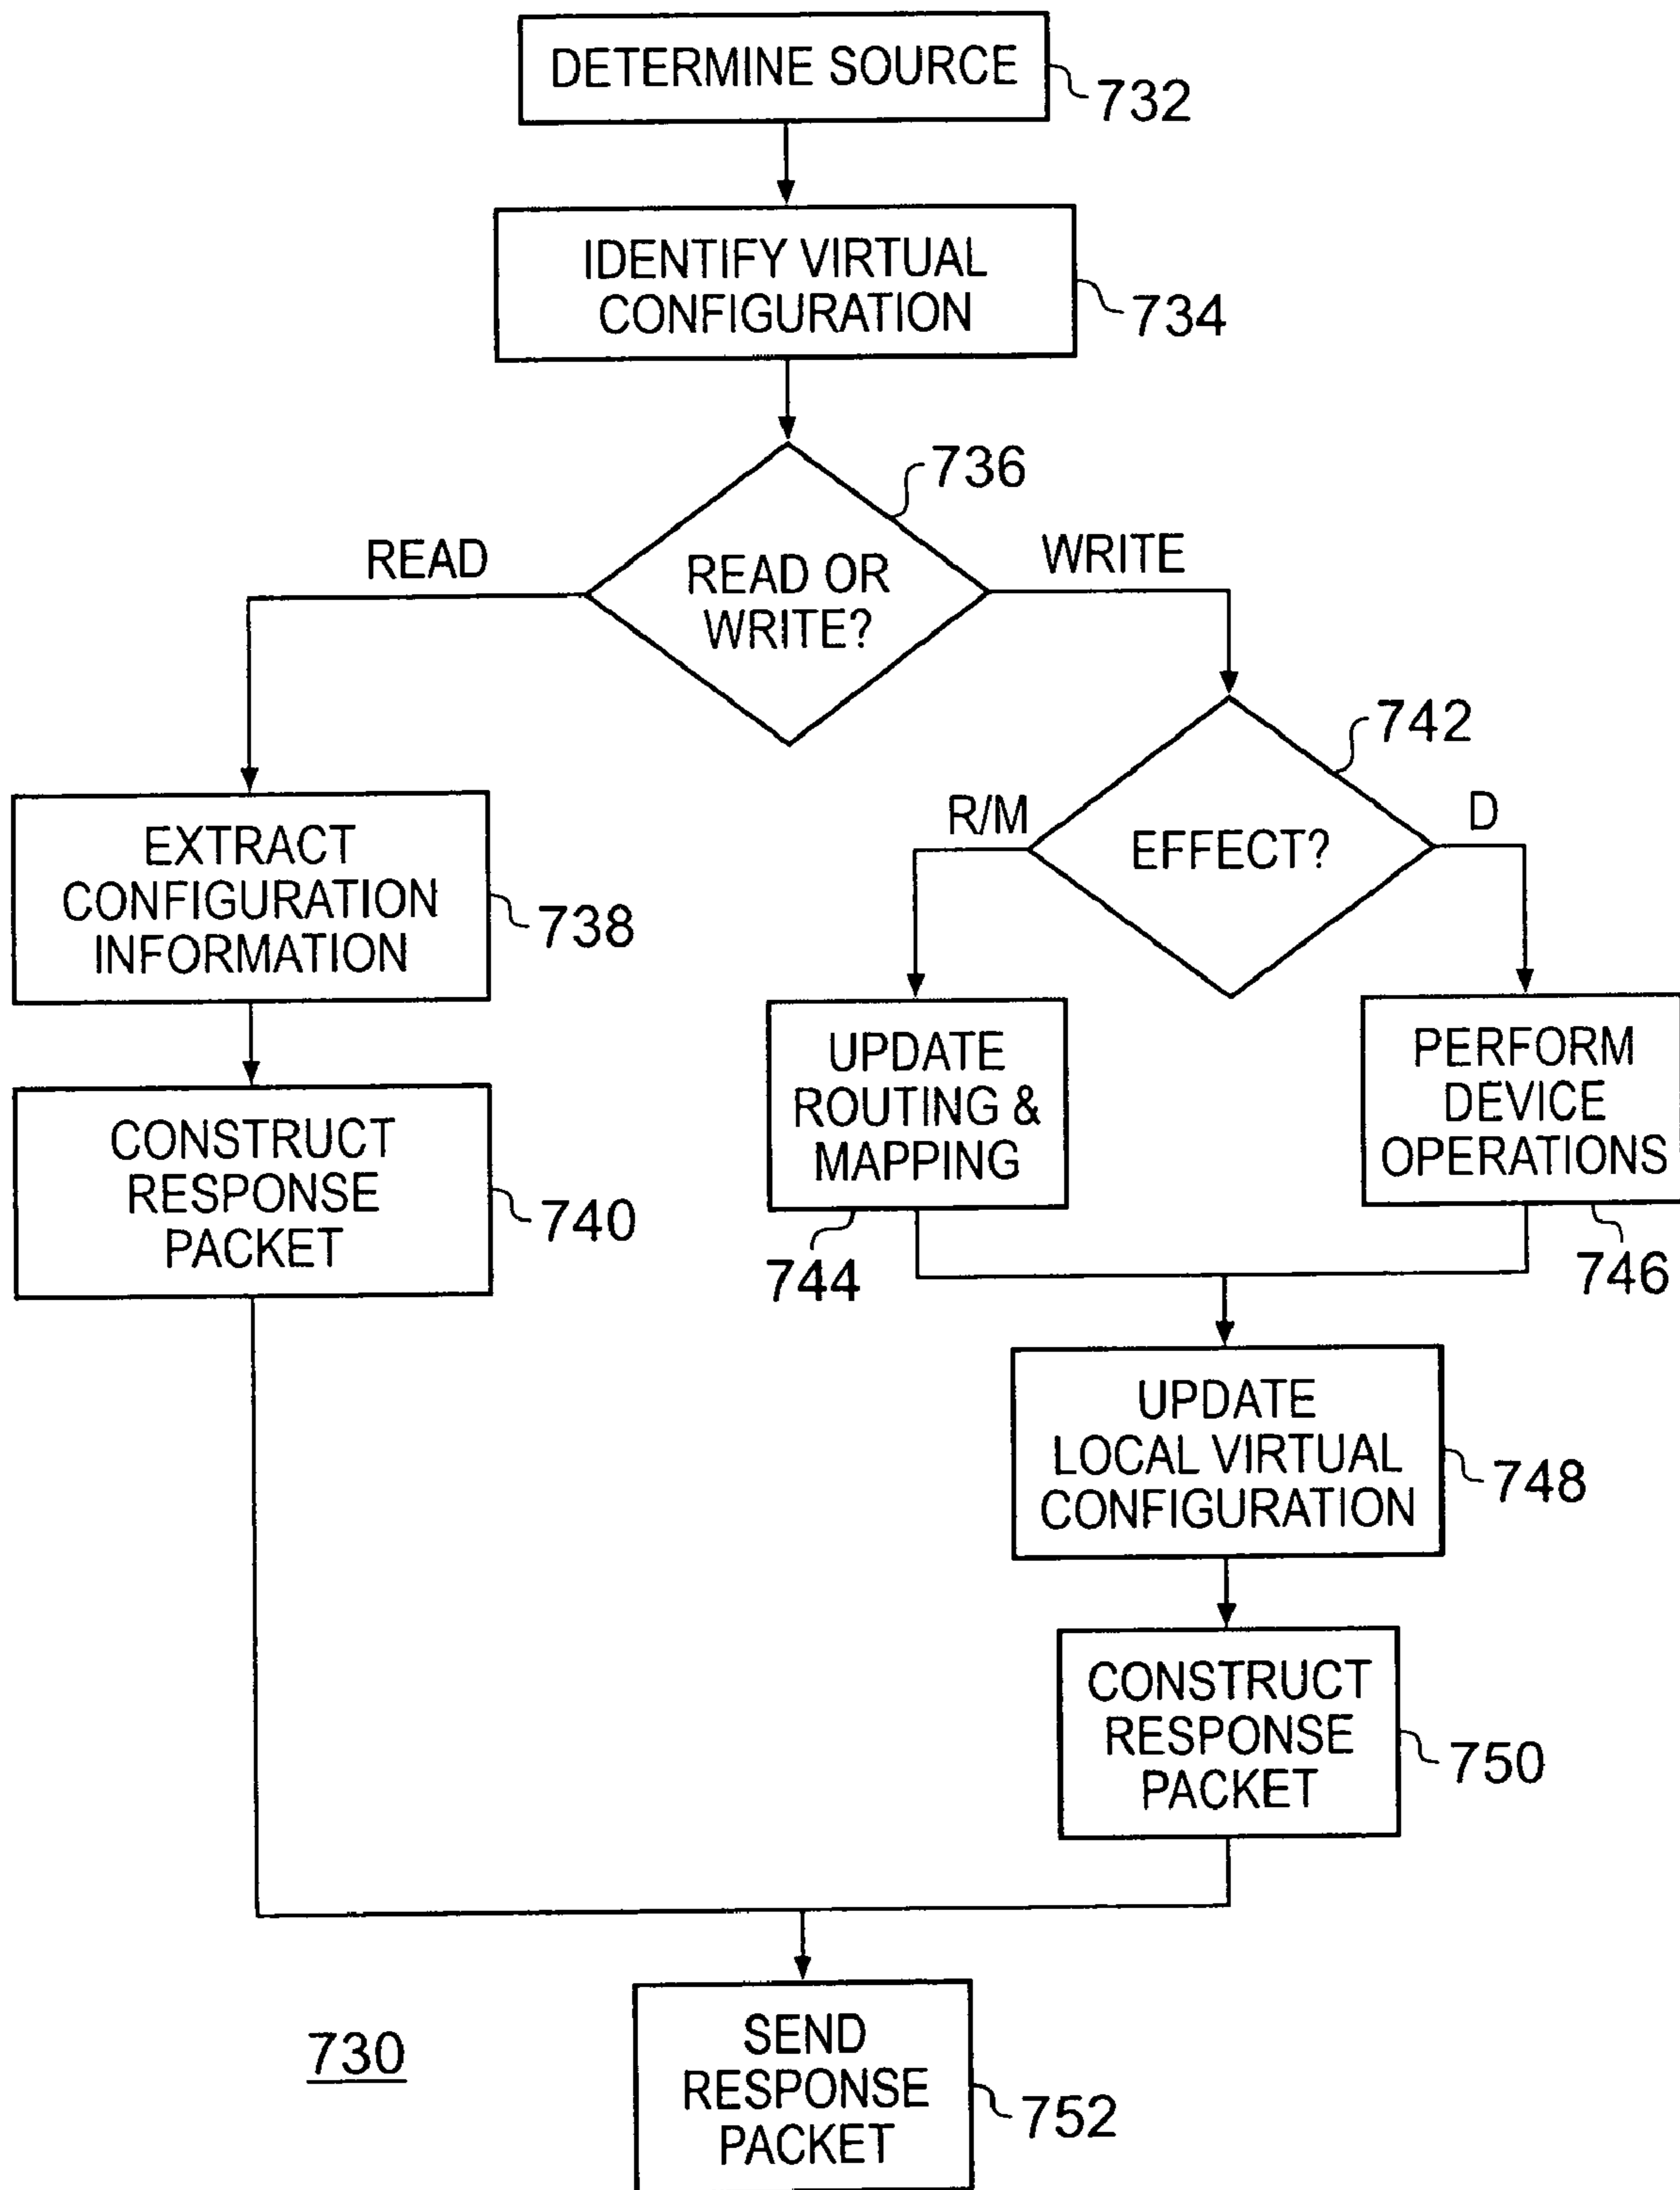 DETERMINE SOURCE
732
IDENTIFY VIRTUAL
CONFIGURATION
734
736
READ
READ OR
WRITE?
WRITE
742
R/M
EFFECT?
D
EXTRACT
CONFIGURATION
INFORMATION
738
UPDATE
ROUTING &
MAPPING
744
PERFORM
DEVICE
OPERATIONS
746
CONSTRUCT
RESPONSE
PACKET
740
UPDATE
LOCAL VIRTUAL
CONFIGURATION
748
CONSTRUCT
RESPONSE
PACKET
750
SEND
RESPONSE
PACKET
752
730